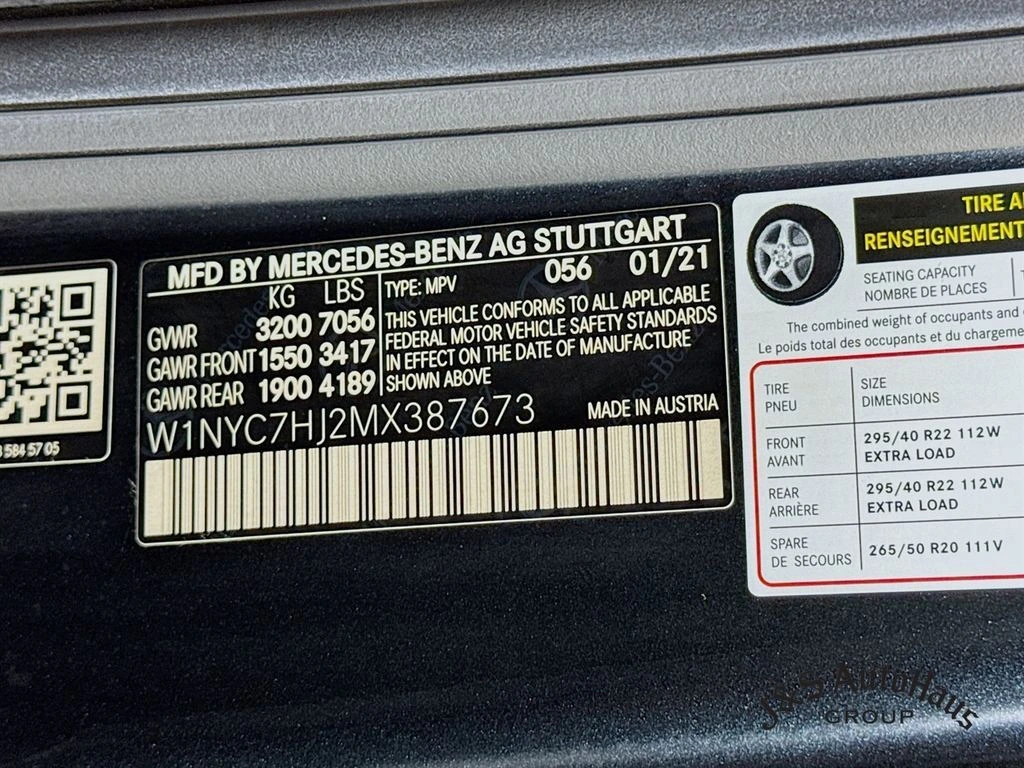 MFD BY MERCEDES-BENZ AG STUTTGART
KG LBS
GVWR 3200 7056
GAWR FRONT 1550 3417
GAWR REAR 1900 4189
TYPE: MPV 056 01/21
THIS VEHICLE CONFORMS TO ALL APPLICABLE
FEDERAL MOTOR VEHICLE SAFETY STANDARDS
IN EFFECT ON THE DATE OF MANUFACTURE
SHOWN ABOVE
W1NYC7HJ2MX387673 MADE IN AUSTRIA
584 57 05
TIRE
RENSEIGNEMENT
SEATING CAPACITY
NOMBRE DE PLACES
The combined weight of occupants and
Le poids total des occupants et du chargeme
TIRE SIZE
PNEU DIMENSIONS
FRONT 295/40 R22 112W
AVANT EXTRA LOAD
REAR 295/40 R22 112W
ARRIÈRE EXTRA LOAD
SPARE 265/50 R20 111V
DE SECOURS
AutoHaus
GROUP